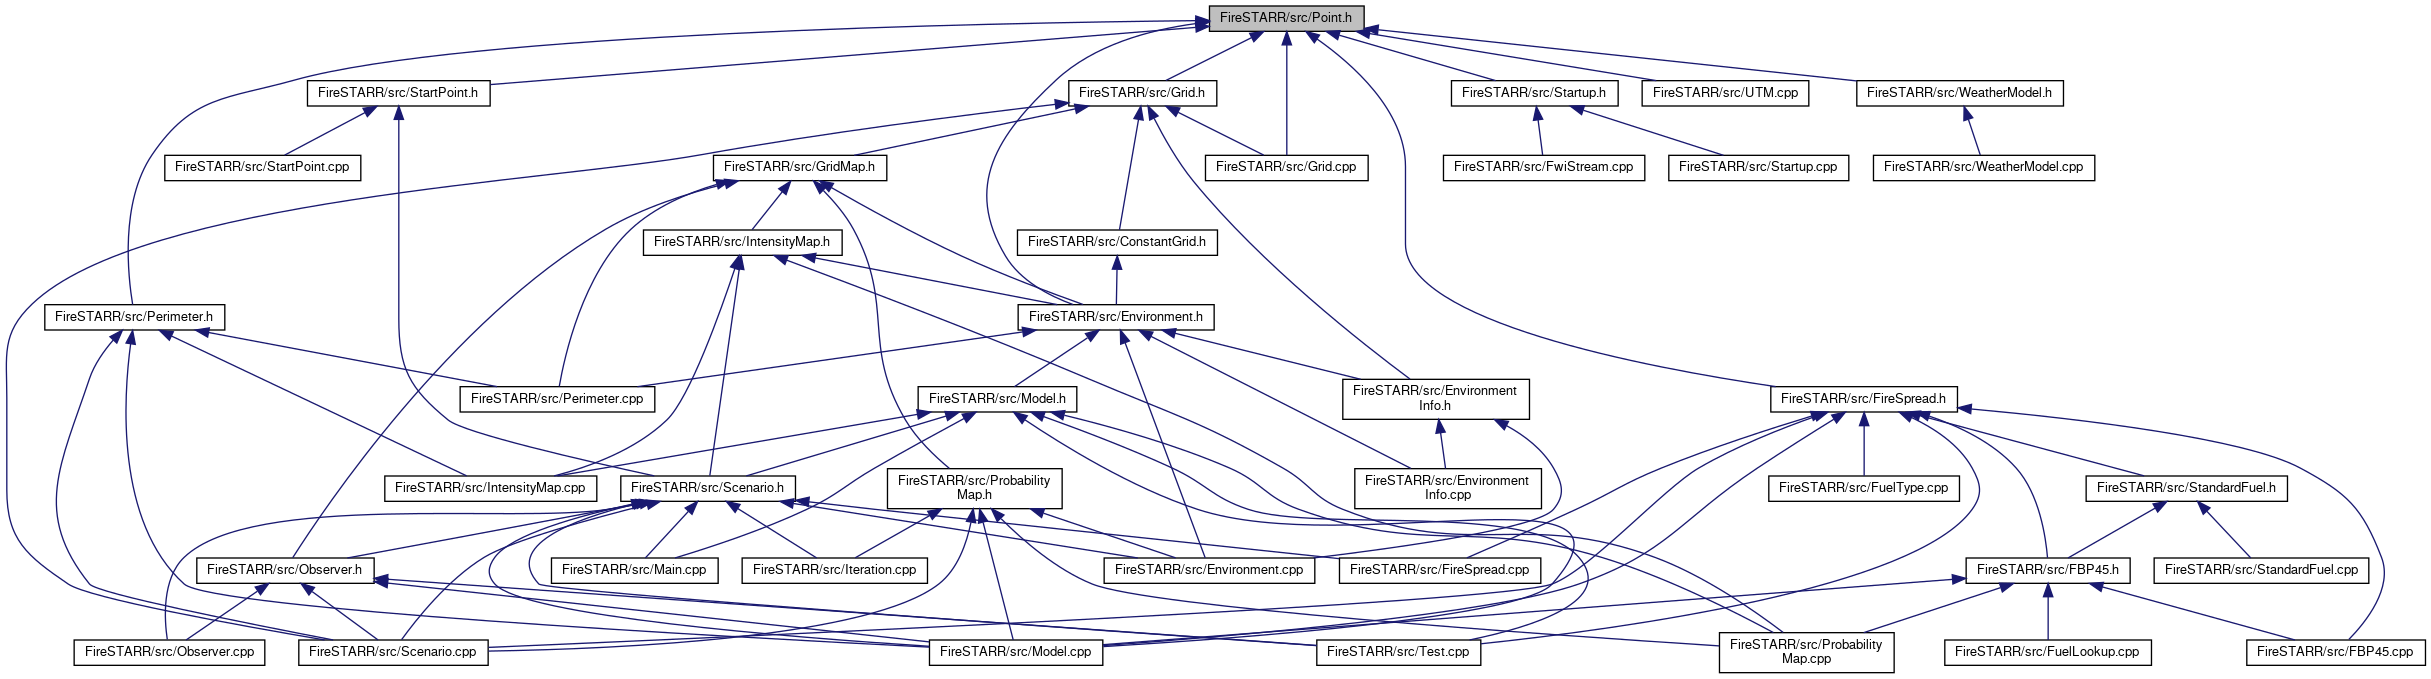 FireSTARR/src/Point.h
FireSTARR/src/StartPoint.h
FireSTARR/src/Grid.h
FireSTARR/src/Startup.h
FireSTARR/src/UTM.cpp
FireSTARR/src/WeatherModel.h
FireSTARR/src/StartPoint.cpp
FireSTARR/src/GridMap.h
FireSTARR/src/Grid.cpp
FireSTARR/src/FwiStream.cpp
FireSTARR/src/Startup.cpp
FireSTARR/src/WeatherModel.cpp
FireSTARR/src/IntensityMap.h
FireSTARR/src/ConstantGrid.h
FireSTARR/src/Perimeter.h
FireSTARR/src/Environment.h
FireSTARR/src/Perimeter.cpp
FireSTARR/src/Model.h
FireSTARR/src/Environment
Info.h
FireSTARR/src/FireSpread.h
FireSTARR/src/IntensityMap.cpp
FireSTARR/src/Scenario.h
FireSTARR/src/Probability
Map.h
FireSTARR/src/Environment
Info.cpp
FireSTARR/src/FuelType.cpp
FireSTARR/src/StandardFuel.h
FireSTARR/src/Observer.h
FireSTARR/src/Main.cpp
FireSTARR/src/Iteration.cpp
FireSTARR/src/Environment.cpp
FireSTARR/src/FireSpread.cpp
FireSTARR/src/FBP45.h
FireSTARR/src/StandardFuel.cpp
FireSTARR/src/Observer.cpp
FireSTARR/src/Scenario.cpp
FireSTARR/src/Model.cpp
FireSTARR/src/Test.cpp
FireSTARR/src/Probability
Map.cpp
FireSTARR/src/FuelLookup.cpp
FireSTARR/src/FBP45.cpp